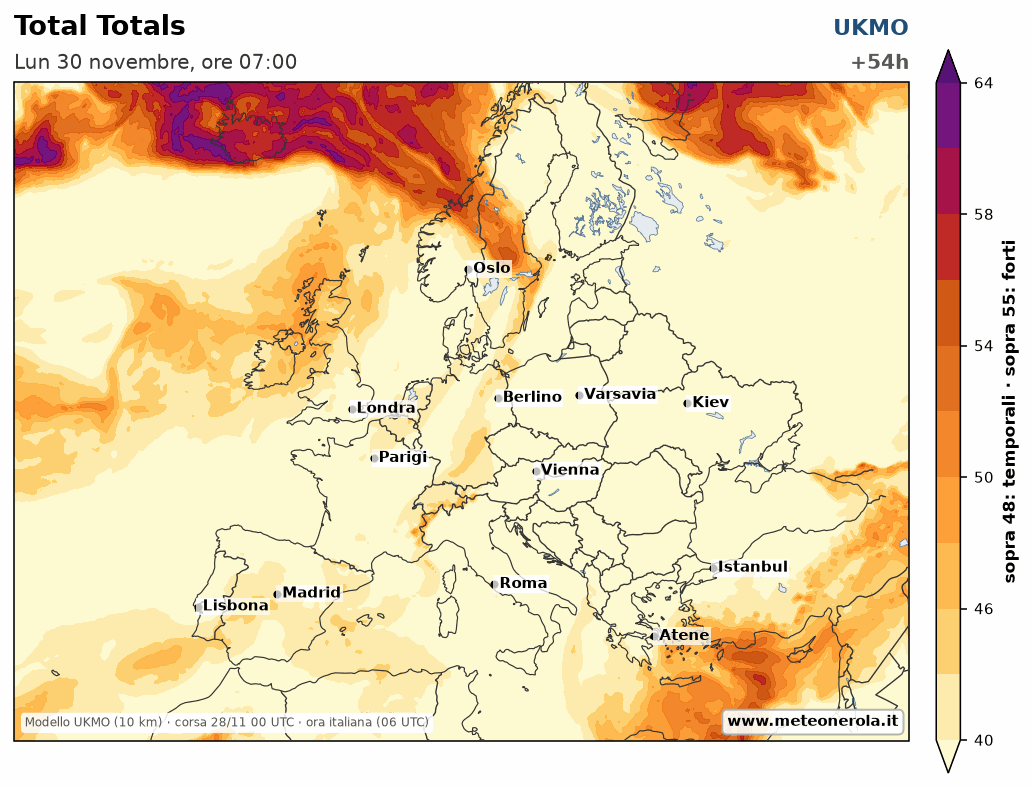 Total Totals
UKMO
Lun 30 novembre, ore 07:00
+54h
64
58
54
50
46
40
sopra 48: temporali · sopra 55: forti
Oslo
Berlino
Varsavia
Kiev
Londra
Parigi
Vienna
Istanbul
Roma
Madrid
Lisbona
Atene
Modello UKMO (10 km) · corsa 28/11 00 UTC · ora italiana (06 UTC)
www.meteonerola.it